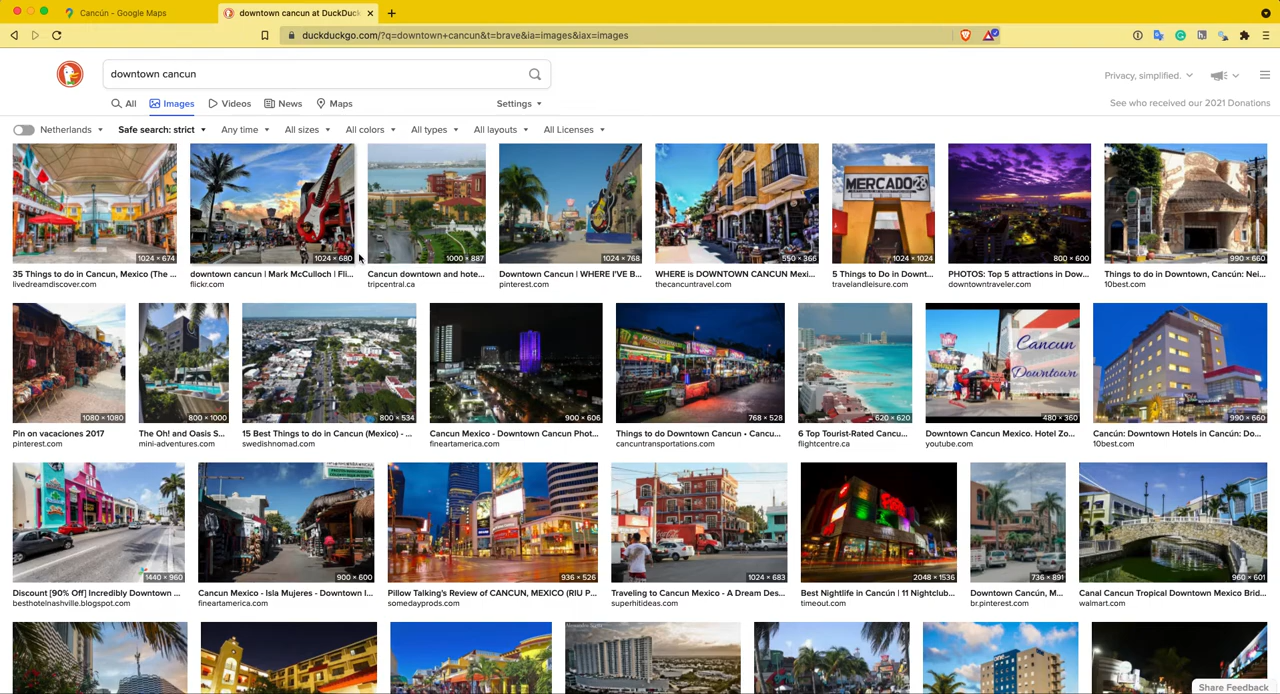 Cancún - Google Maps
downtown cancun at DuckDuck
duckduckgo.com/?q=downtown+cancun&t=brave&ia=images&iax=images
downtown cancun
Privacy, simplified.
All Images Videos News Maps Settings
See who received our 2021 Donations
Netherlands Safe search: strict Any time All sizes All colors All types All layouts All Licenses
MERCADO 28
1024 × 674 1024 × 680 1000 × 887 1024 × 768 550 × 366 1024 × 1024 800 × 600 990 × 660
35 Things to do in Cancun, Mexico (The ... downtown cancun | Mark McCulloch | Fli... Cancun downtown and hote... Downtown Cancun | WHERE I'VE B... WHERE is DOWNTOWN CANCUN Mexi... 5 Things to Do in Downt... PHOTOS: Top 5 attractions in Dow... Things to do in Downtown, Cancún: Nei...
livedreamdiscover.com flickr.com tripcentral.ca pinterest.com thecancuntravel.com travelandleisure.com downtowntraveler.com 10best.com
Cancun
Downtown
1080 × 1080 800 × 1000 800 × 534 900 × 606 768 × 528 620 × 620 480 × 360 990 × 660
Pin on vacaciones 2017 The Oh! and Oasis S... 15 Best Things to do in Cancun (Mexico) - ... Cancun Mexico - Downtown Cancun Phot... Things to do Downtown Cancun • Cancu... 6 Top Tourist-Rated Cancu... Downtown Cancun Mexico. Hotel Zo... Cancún: Downtown Hotels in Cancún: Do...
pinterest.com mini-adventures.com swedishnomad.com fineartamerica.com cancuntransportations.com flightcentre.ca youtube.com 10best.com
1440 × 960 900 × 600 936 × 526 1024 × 683 2048 × 1536 736 × 891 960 × 601
Discount [90% Off] Incredibly Downtown ... Cancun Mexico - Isla Mujeres - Downtown I... Pillow Talking's Review of CANCUN, MEXICO (RIU P... Traveling to Cancun Mexico - A Dream Des... Best Nightlife in Cancún | 11 Nightclub... Downtown Cancún, M... Canal Cancun Tropical Downtown Mexico Brid...
besthotelnashville.blogspot.com fineartamerica.com somedayprods.com superhitideas.com timeout.com br.pinterest.com walmart.com
Share Feedback